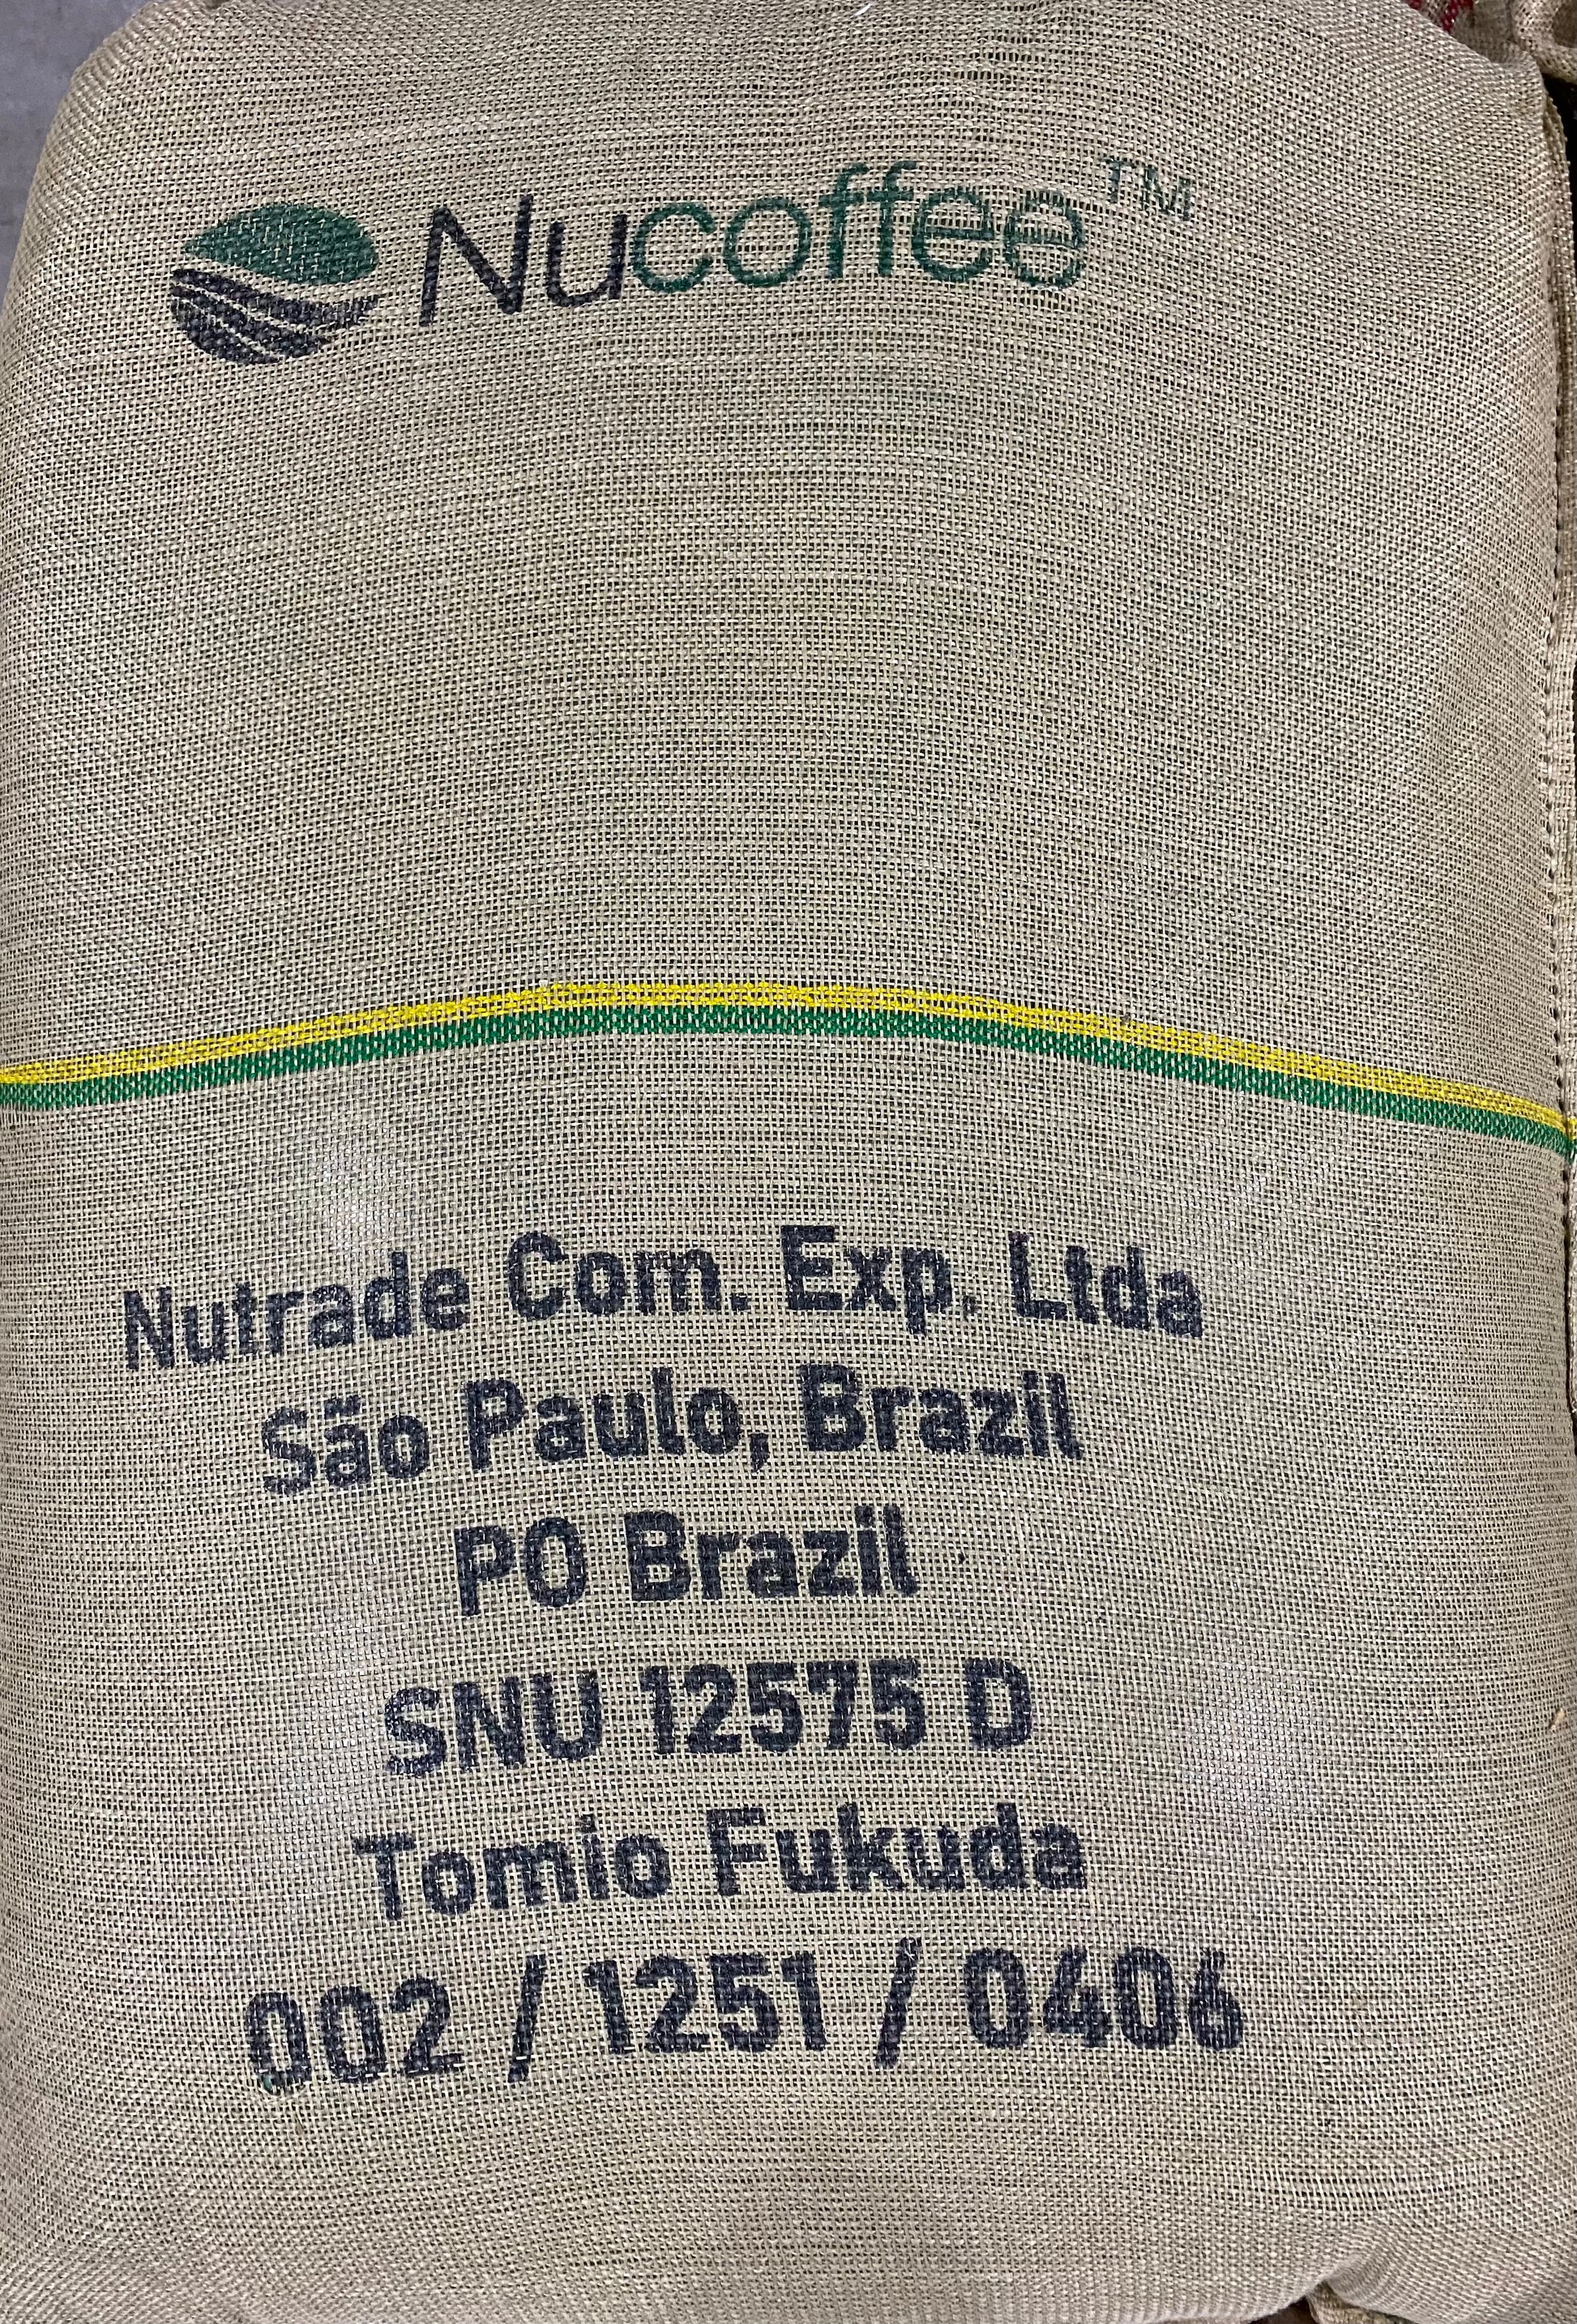 Nucoffee™
Nutrade Com. Exp. Ltda
São Paulo, Brazil
PO Brazil
SNU 12575 D
Tomio Fukuda
002 / 1251 / 0406